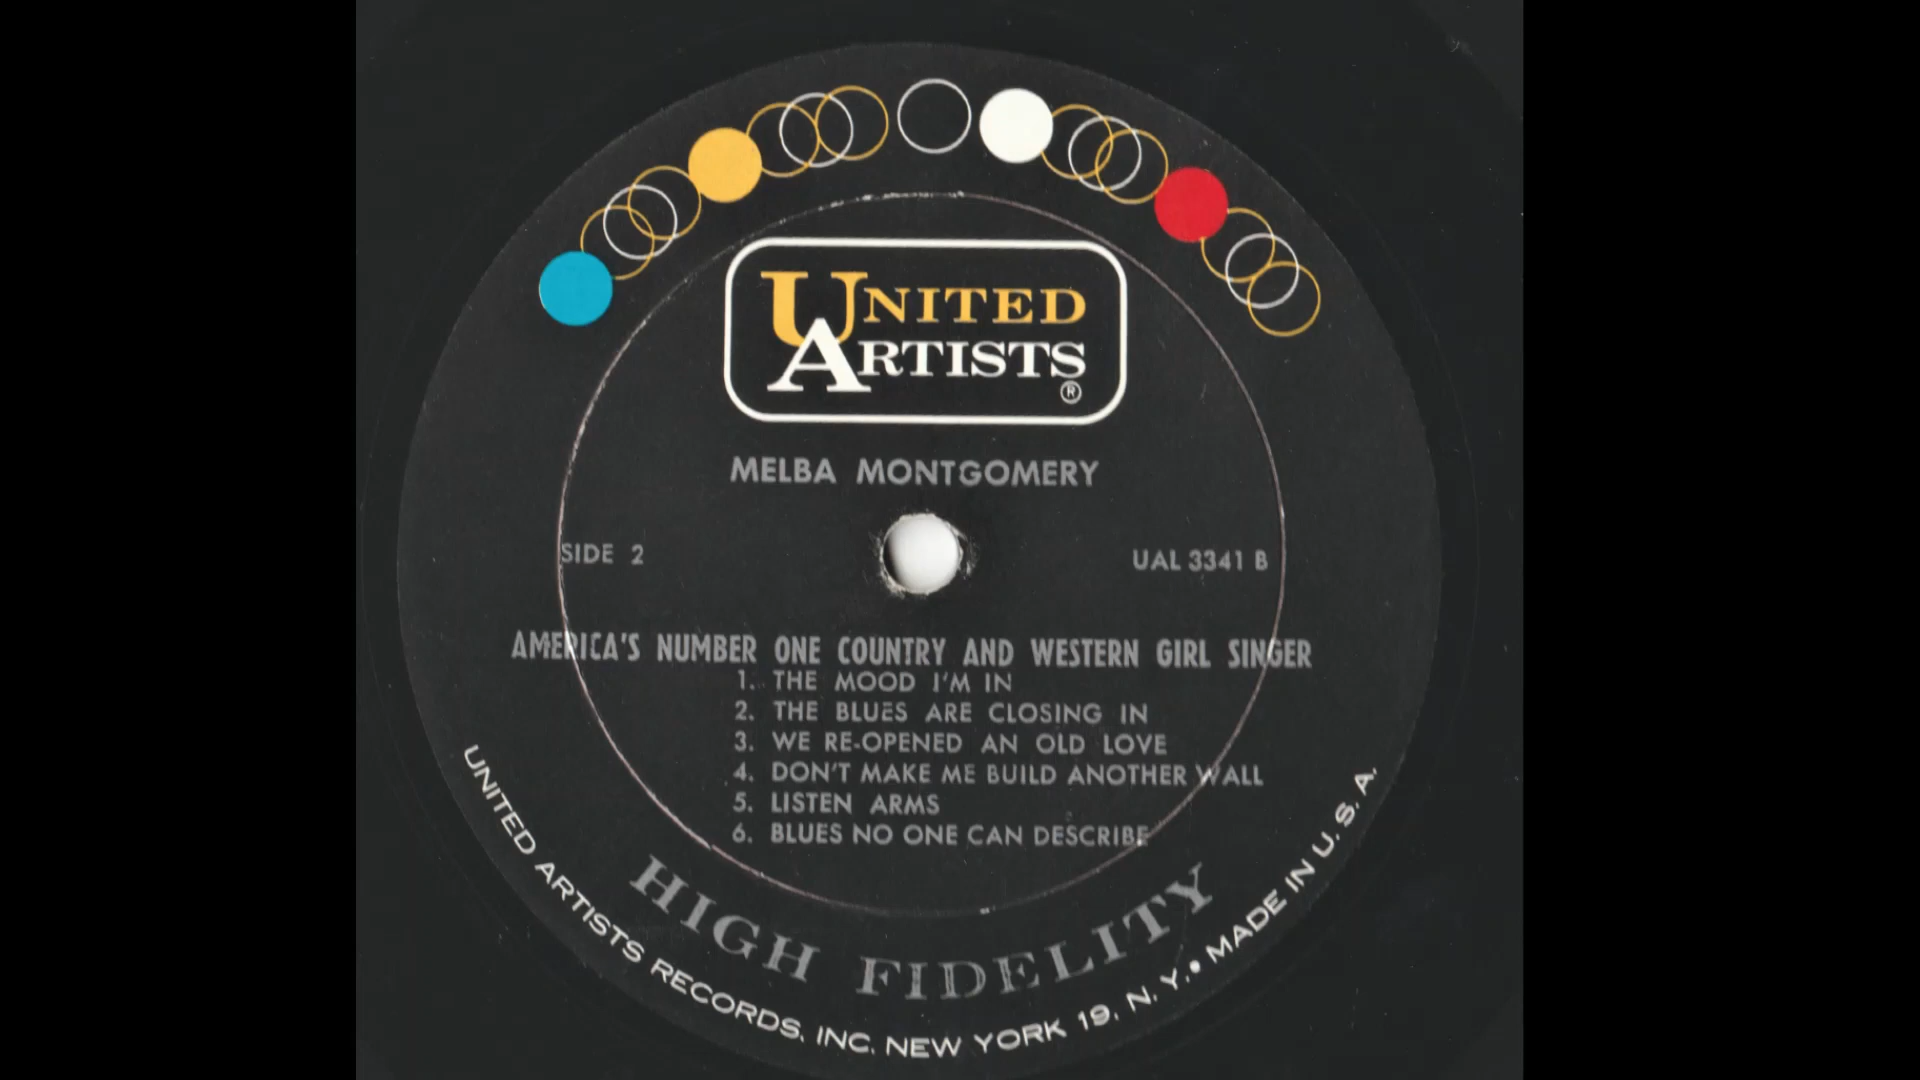 UNITED
ARTISTS
®
MELBA MONTGOMERY
SIDE 2
UAL 3341 B
AMERICA'S NUMBER ONE COUNTRY AND WESTERN GIRL SINGER
1. THE MOOD I'M IN
2. THE BLUES ARE CLOSING IN
3. WE RE-OPENED AN OLD LOVE
4. DON'T MAKE ME BUILD ANOTHER WALL
5. LISTEN ARMS
6. BLUES NO ONE CAN DESCRIBE
HIGH FIDELITY
UNITED ARTISTS RECORDS, INC. NEW YORK 19, N. Y. • MADE IN U. S. A.